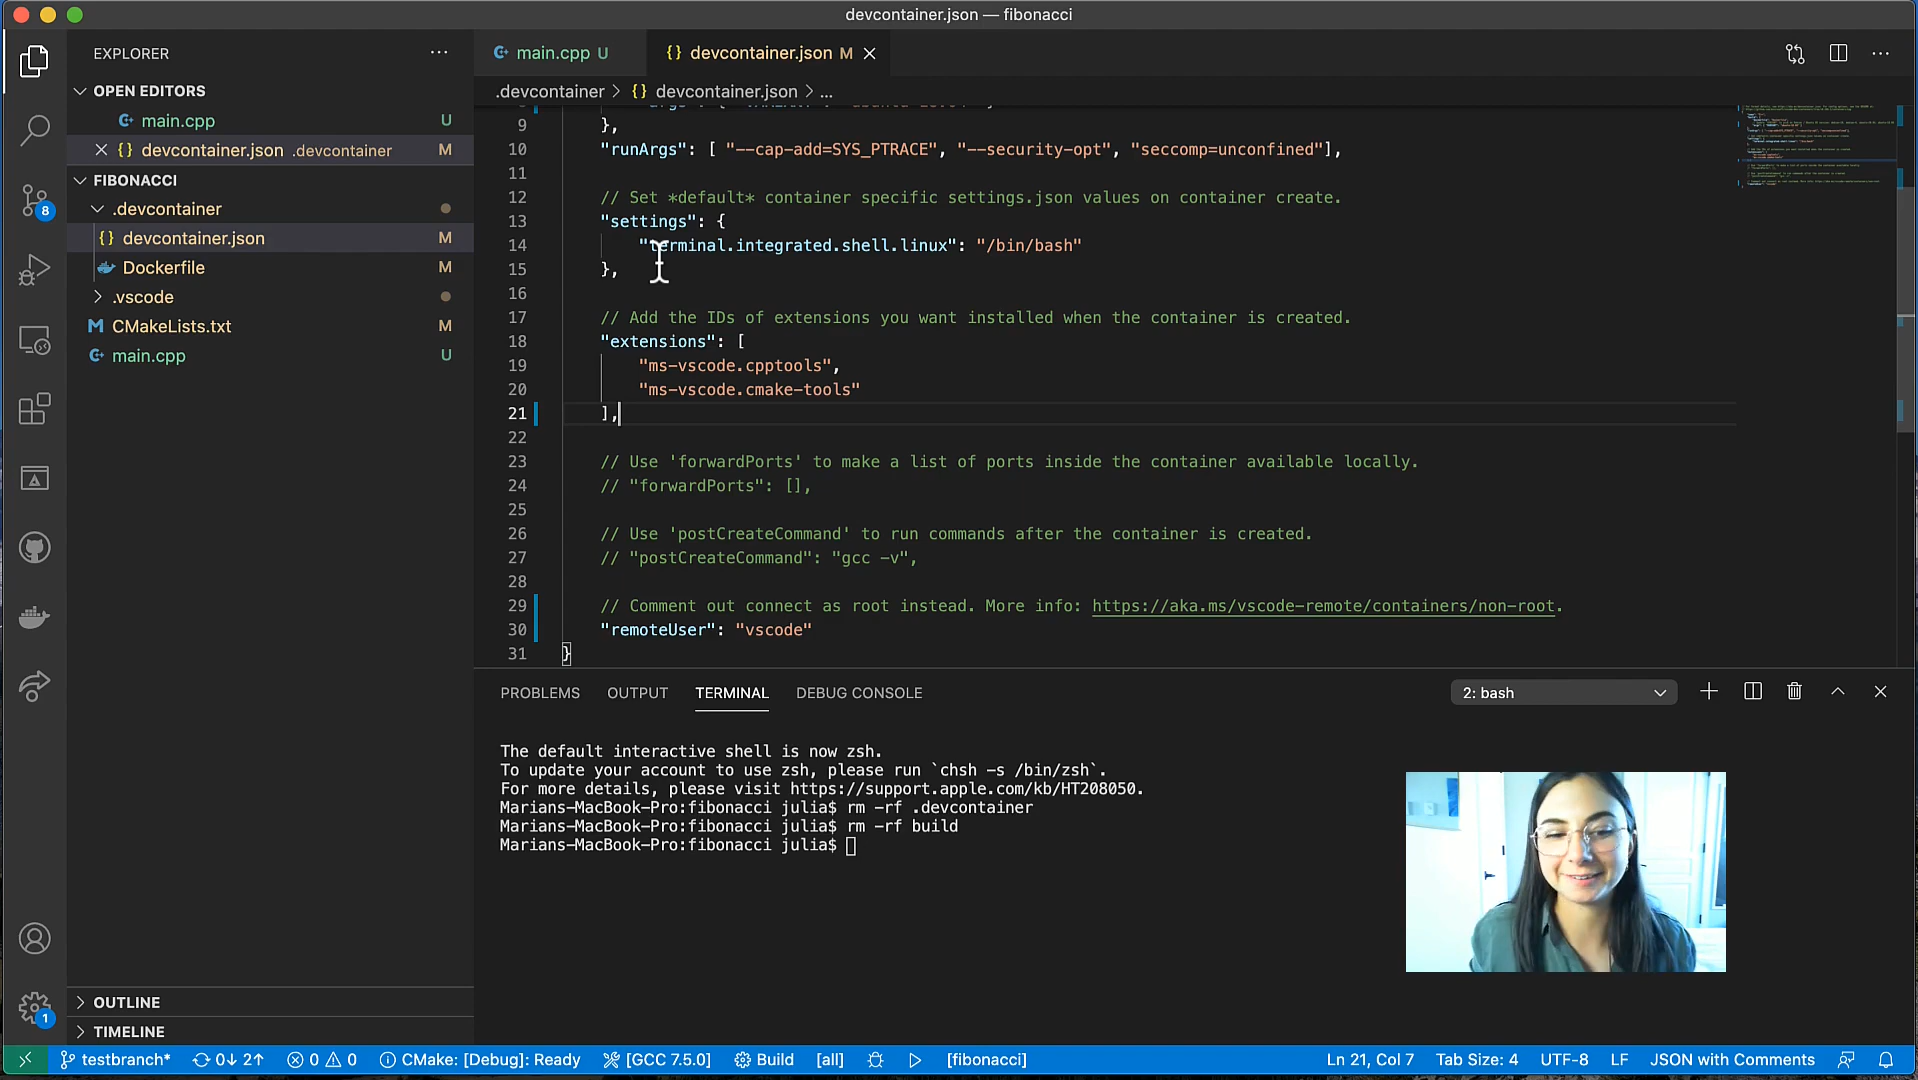 devcontainer.json — fibonacci
EXPLORER
OPEN EDITORS
main.cpp U
devcontainer.json .devcontainer M
FIBONACCI
.devcontainer
devcontainer.json M
Dockerfile M
.vscode
CMakeLists.txt M
main.cpp U
OUTLINE
TIMELINE
8
1
main.cpp U
devcontainer.json M
.devcontainer > {} devcontainer.json > ...
9 },
10 "runArgs": [ "--cap-add=SYS_PTRACE", "--security-opt", "seccomp=unconfined"],
11
12 // Set *default* container specific settings.json values on container create.
13 "settings": {
14 "terminal.integrated.shell.linux": "/bin/bash"
15 },
16
17 // Add the IDs of extensions you want installed when the container is created.
18 "extensions": [
19 "ms-vscode.cpptools",
20 "ms-vscode.cmake-tools"
21 ],
22
23 // Use 'forwardPorts' to make a list of ports inside the container available locally.
24 // "forwardPorts": [],
25
26 // Use 'postCreateCommand' to run commands after the container is created.
27 // "postCreateCommand": "gcc -v",
28
29 // Comment out connect as root instead. More info: https://aka.ms/vscode-remote/containers/non-root.
30 "remoteUser": "vscode"
31 }
PROBLEMS OUTPUT TERMINAL DEBUG CONSOLE 2: bash
The default interactive shell is now zsh.
To update your account to use zsh, please run `chsh -s /bin/zsh`.
For more details, please visit https://support.apple.com/kb/HT208050.
Marians-MacBook-Pro:fibonacci julia$ rm -rf .devcontainer
Marians-MacBook-Pro:fibonacci julia$ rm -rf build
Marians-MacBook-Pro:fibonacci julia$
testbranch* 0↓ 2↑ 0 0 CMake: [Debug]: Ready [GCC 7.5.0] Build [all] [fibonacci] Ln 21, Col 7 Tab Size: 4 UTF-8 LF JSON with Comments